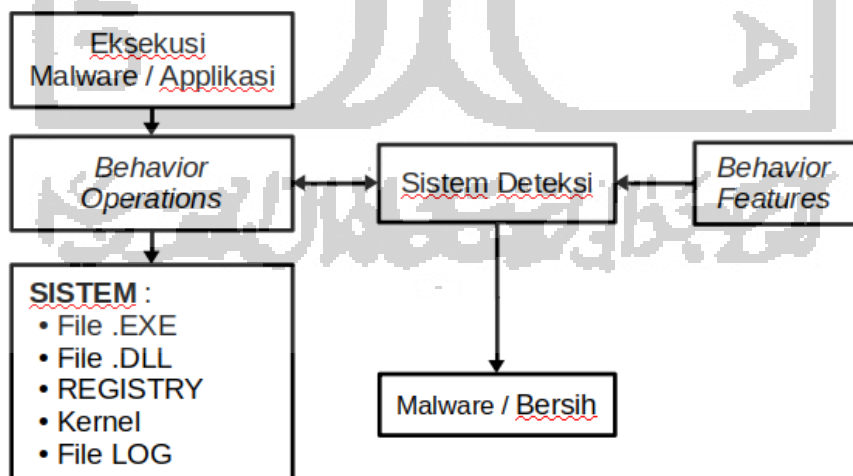 Eksekusi
Malware / Applikasi
Behavior
Operations
Sistem Deteksi
Behavior
Features
SISTEM :
• File .EXE
• File .DLL
• REGISTRY
• Kernel
• File LOG
Malware / Bersih